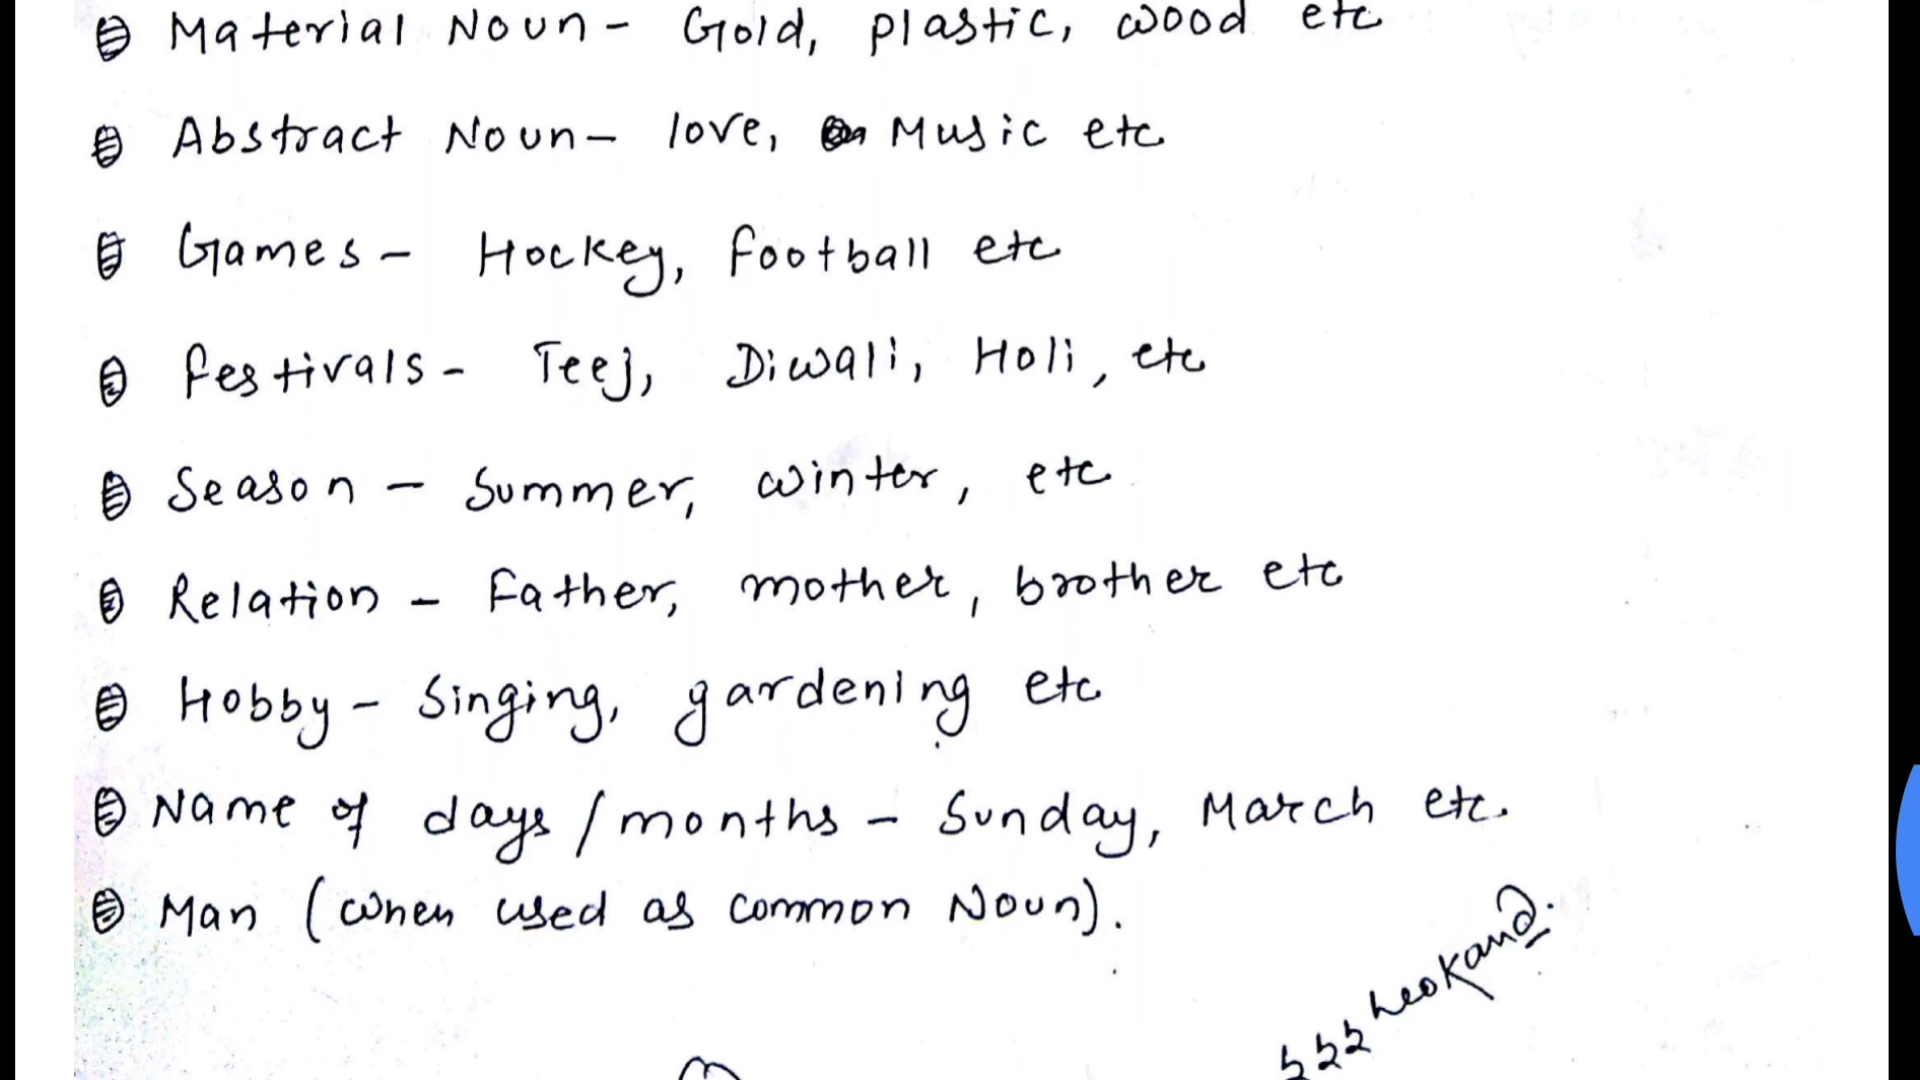 Material Noun - Gold, plastic, wood etc
Abstract Noun - love, Music etc
Games - Hockey, Football etc
Festivals - Teej, Diwali, Holi, etc
Season - Summer, winter, etc
Relation - Father, mother, brother etc
Hobby - Singing, gardening etc
Name of days/months - Sunday, March etc.
Man (when used as common Noun).